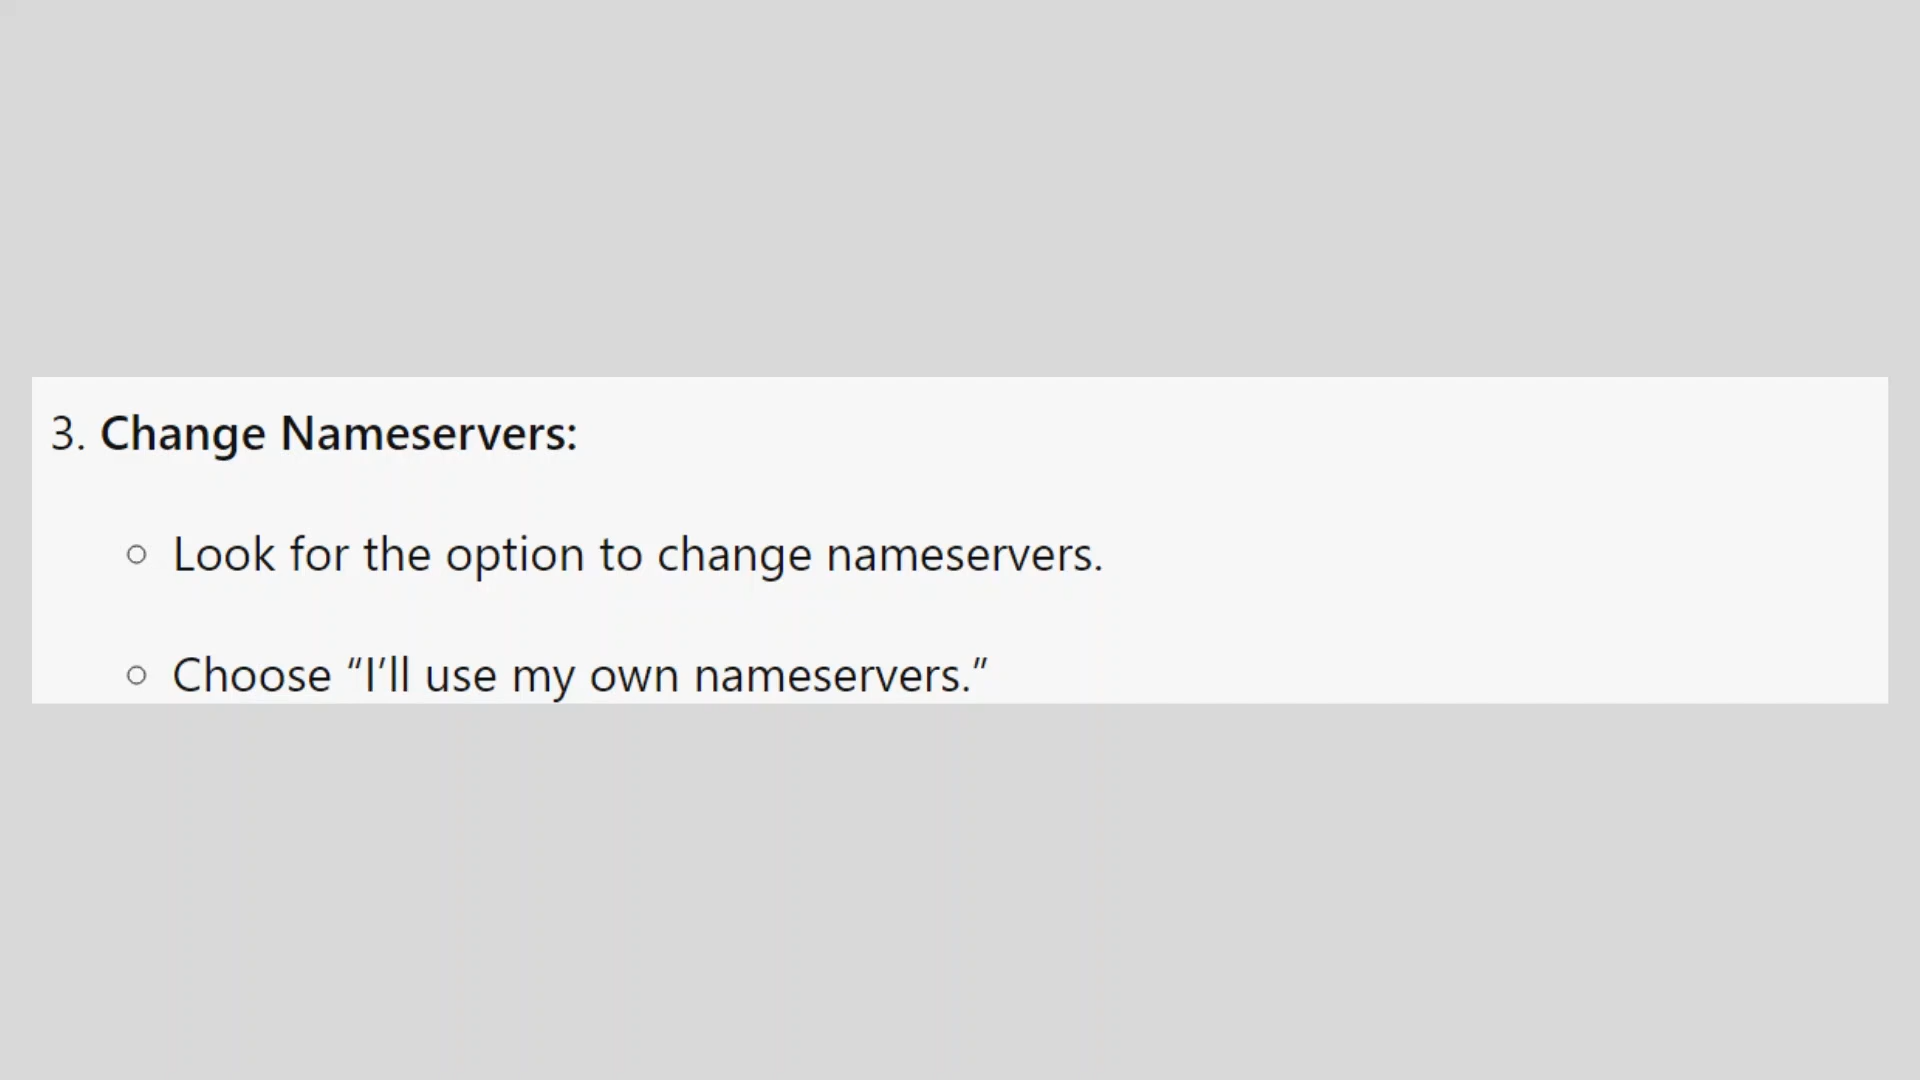 3. Change Nameservers:
○ Look for the option to change nameservers.
○ Choose “I’ll use my own nameservers.”